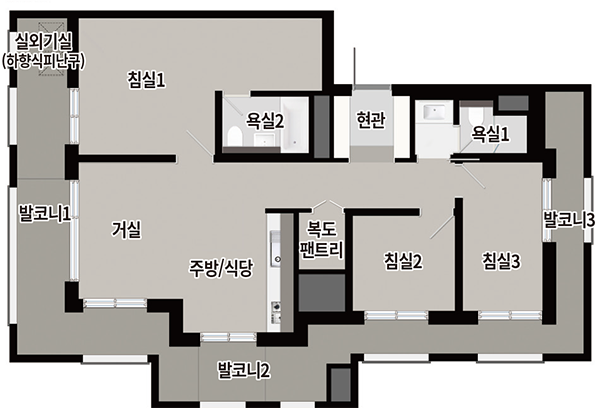 실외기실
(하향식피난구)
침실1
욕실2
현관
욕실1
발코니1
거실
주방/식당
복도
팬트리
침실2
침실3
발코니3
발코니2